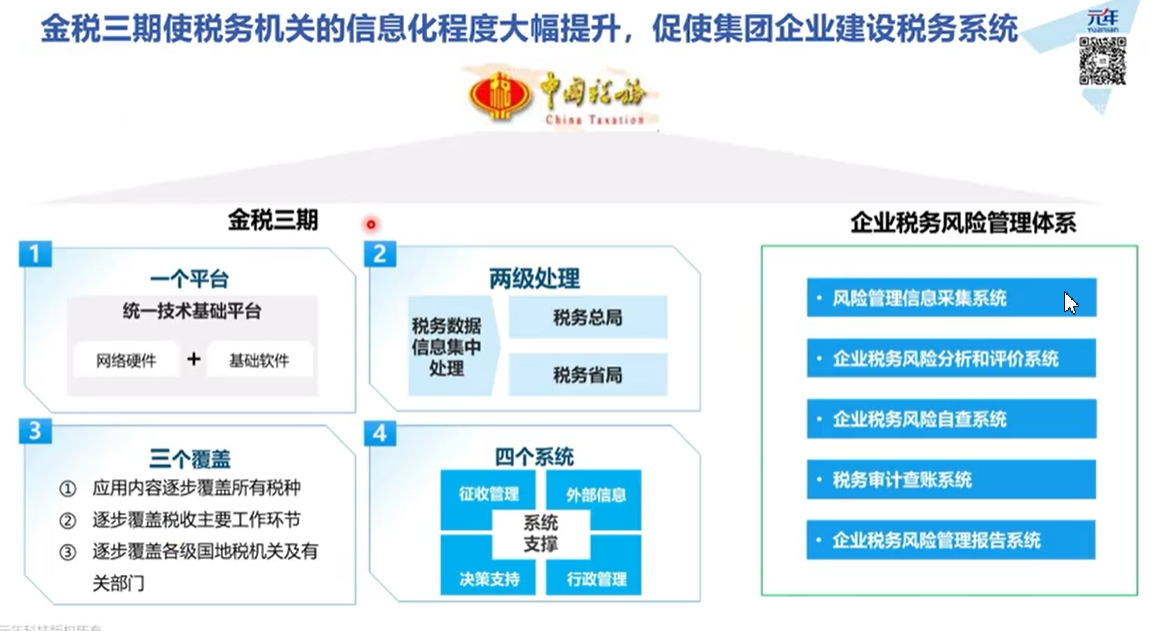 金税三期使税务机关的信息化程度大幅提升，促使集团企业建设税务系统
元年
YUANIAN
中国税务
China Taxation
金税三期
企业税务风险管理体系
1
一个平台
统一技术基础平台
网络硬件
+
基础软件
2
两级处理
税务数据
信息集中
处理
税务总局
税务省局
3
三个覆盖
① 应用内容逐步覆盖所有税种
② 逐步覆盖税收主要工作环节
③ 逐步覆盖各级国地税机关及有
关部门
4
四个系统
征收管理
外部信息
系统
支撑
决策支持
行政管理
• 风险管理信息采集系统
• 企业税务风险分析和评价系统
• 企业税务风险自查系统
• 税务审计查账系统
• 企业税务风险管理报告系统
元年科技版权所有